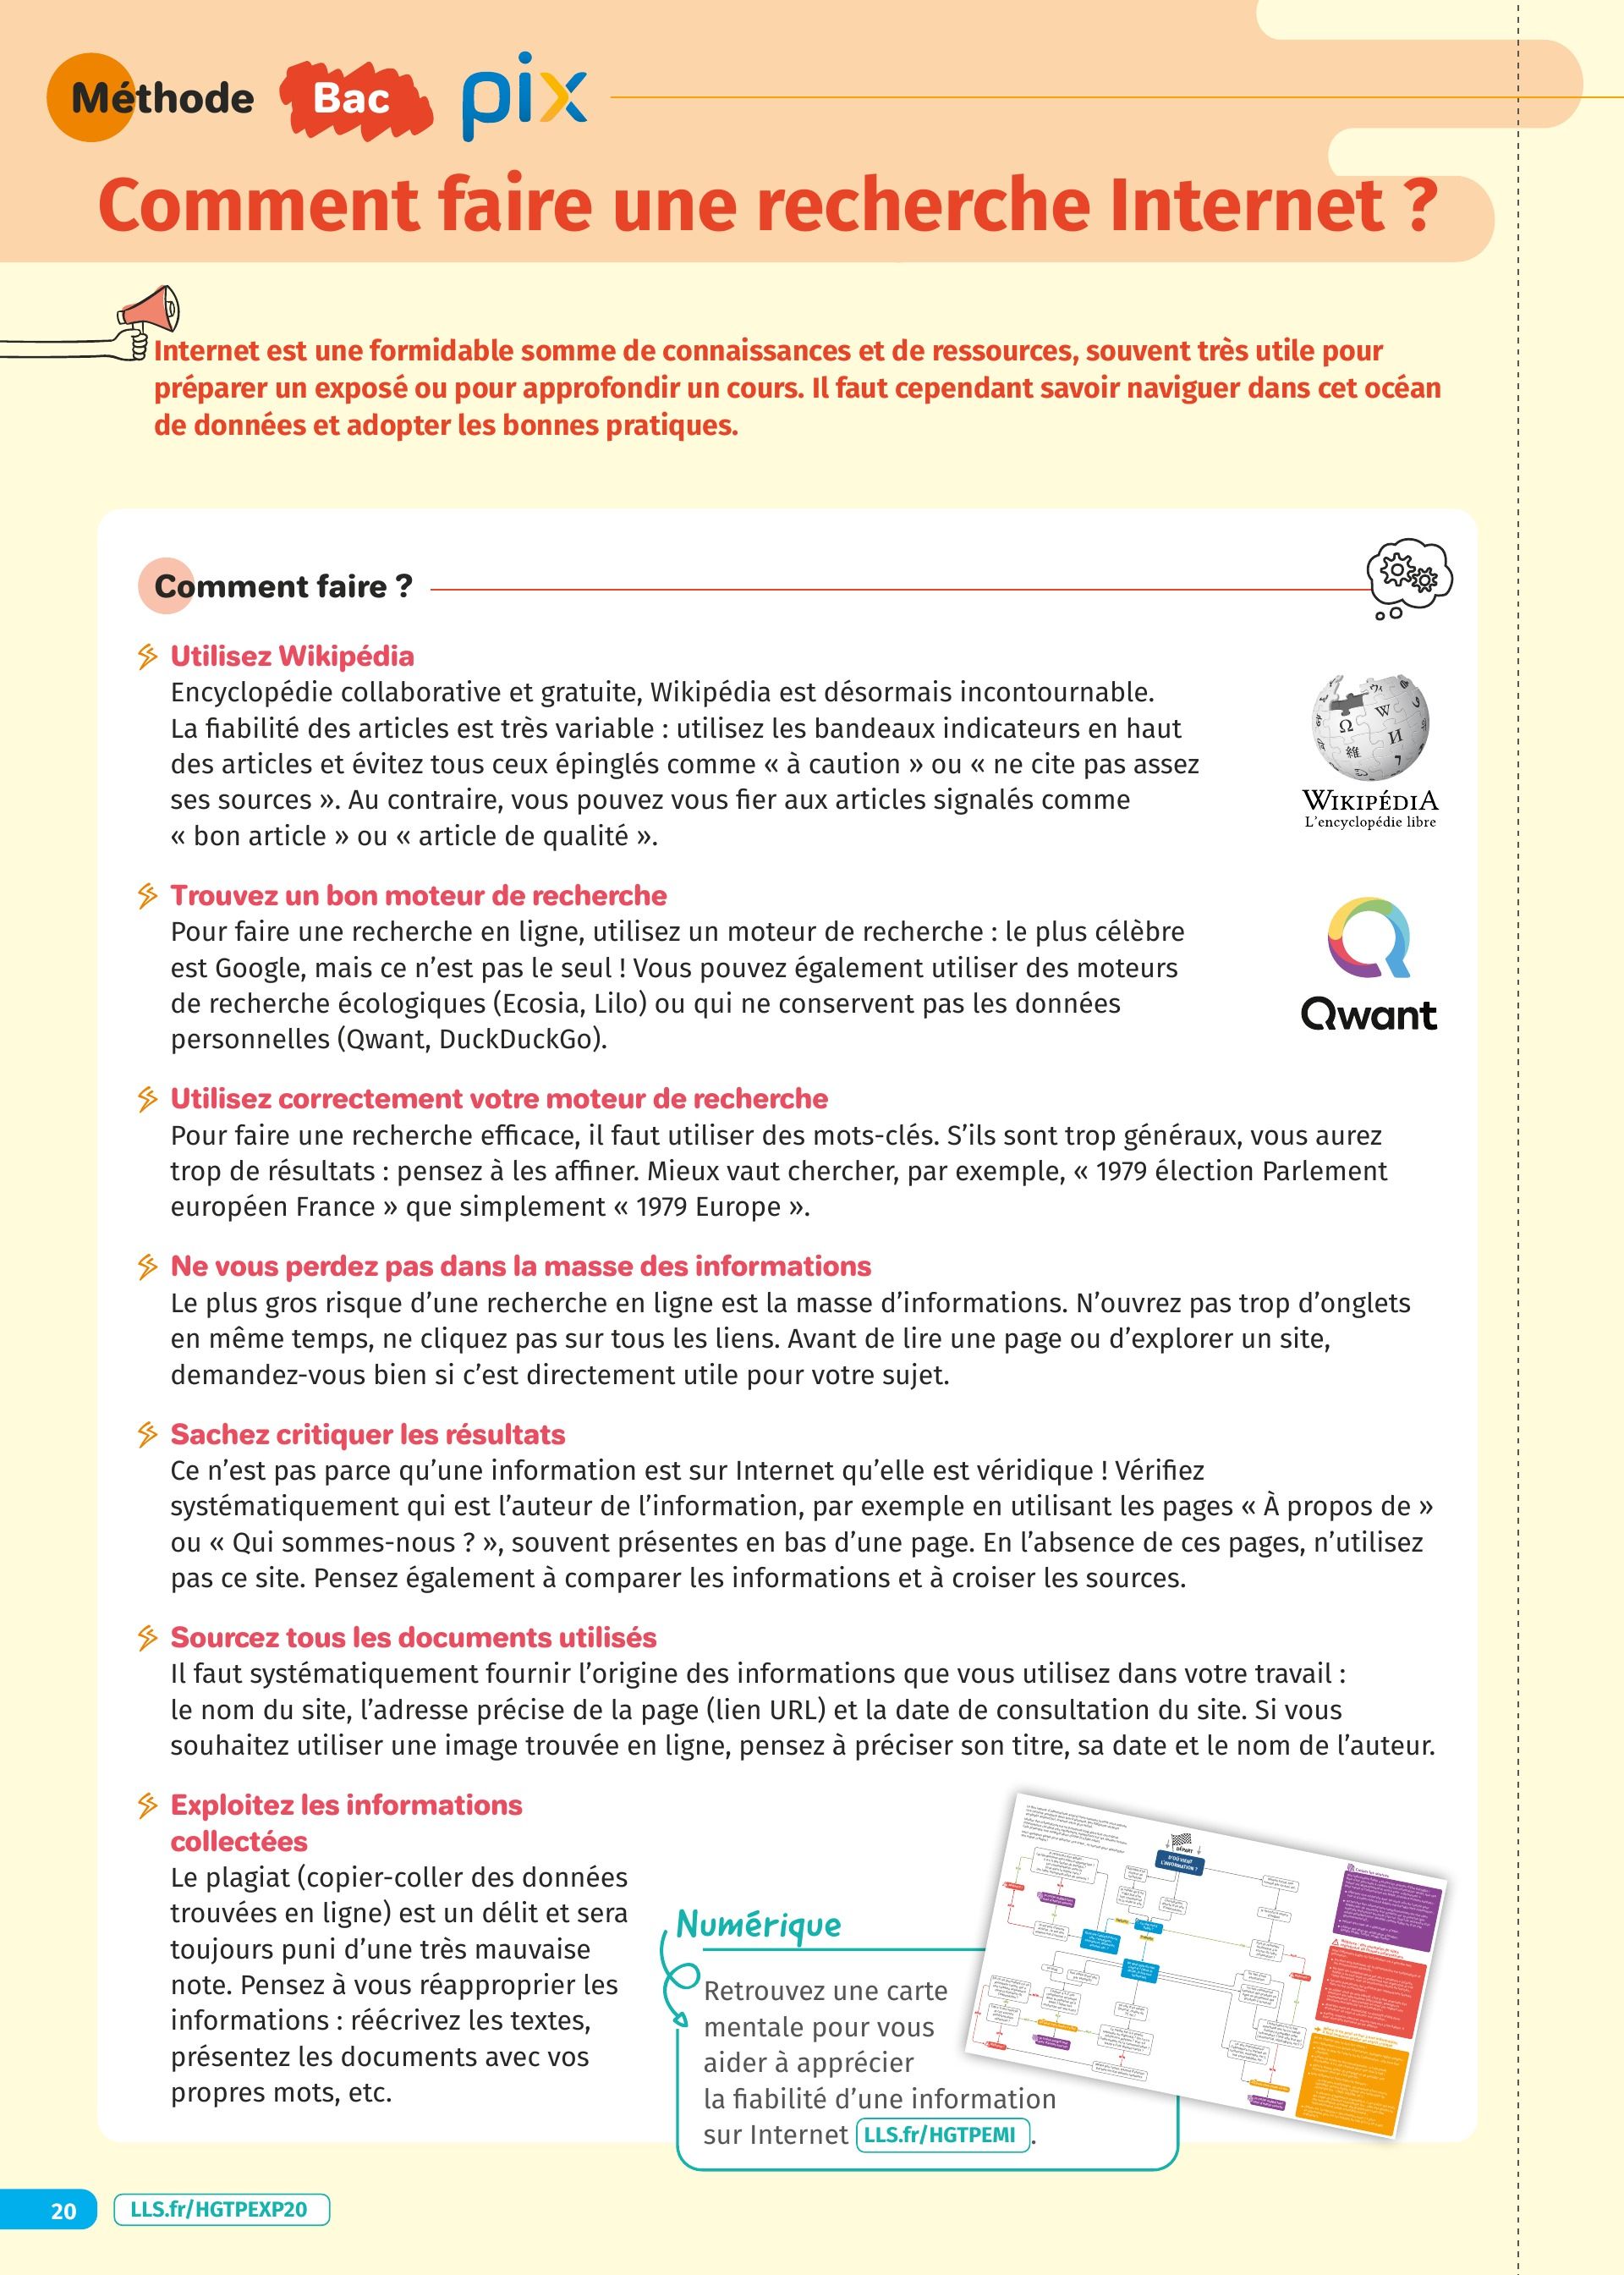 Méthode Bac pix
Comment faire une recherche Internet ?
Internet est une formidable somme de connaissances et de ressources, souvent très utile pour
préparer un exposé ou pour approfondir un cours. Il faut cependant savoir naviguer dans cet océan
de données et adopter les bonnes pratiques.
Comment faire ?
Utilisez Wikipédia
Encyclopédie collaborative et gratuite, Wikipédia est désormais incontournable.
La fiabilité des articles est très variable : utilisez les bandeaux indicateurs en haut
des articles et évitez tous ceux épinglés comme « à caution » ou « ne cite pas assez
ses sources ». Au contraire, vous pouvez vous fier aux articles signalés comme
« bon article » ou « article de qualité ».
WIKIPÉDIA
L'encyclopédie libre
Trouvez un bon moteur de recherche
Pour faire une recherche en ligne, utilisez un moteur de recherche : le plus célèbre
est Google, mais ce n'est pas le seul ! Vous pouvez également utiliser des moteurs
de recherche écologiques (Ecosia, Lilo) ou qui ne conservent pas les données
personnelles (Qwant, DuckDuckGo).
Qwant
Utilisez correctement votre moteur de recherche
Pour faire une recherche efficace, il faut utiliser des mots-clés. S'ils sont trop généraux, vous aurez
trop de résultats : pensez à les affiner. Mieux vaut chercher, par exemple, « 1979 élection Parlement
européen France » que simplement « 1979 Europe ».
Ne vous perdez pas dans la masse des informations
Le plus gros risque d'une recherche en ligne est la masse d'informations. N'ouvrez pas trop d'onglets
en même temps, ne cliquez pas sur tous les liens. Avant de lire une page ou d'explorer un site,
demandez-vous bien si c'est directement utile pour votre sujet.
Sachez critiquer les résultats
Ce n'est pas parce qu'une information est sur Internet qu'elle est véridique ! Vérifiez
systématiquement qui est l'auteur de l'information, par exemple en utilisant les pages « À propos de »
ou « Qui sommes-nous ? », souvent présentes en bas d'une page. En l'absence de ces pages, n'utilisez
pas ce site. Pensez également à comparer les informations et à croiser les sources.
Sourcez tous les documents utilisés
Il faut systématiquement fournir l'origine des informations que vous utilisez dans votre travail :
le nom du site, l'adresse précise de la page (lien URL) et la date de consultation du site. Si vous
souhaitez utiliser une image trouvée en ligne, pensez à préciser son titre, sa date et le nom de l'auteur.
Exploitez les informations
collectées
Le plagiat (copier-coller des données
trouvées en ligne) est un délit et sera
toujours puni d'une très mauvaise
note. Pensez à vous réapproprier les
informations : réécrivez les textes,
présentez les documents avec vos
propres mots, etc.
Numérique
Retrouvez une carte
mentale pour vous
aider à apprécier
la fiabilité d'une information
sur Internet LLS.fr/HGTPEMI .
DÉPART
D'OÙ VIENT
L'INFORMATION ?
20 LLS.fr/HGTPEXP20